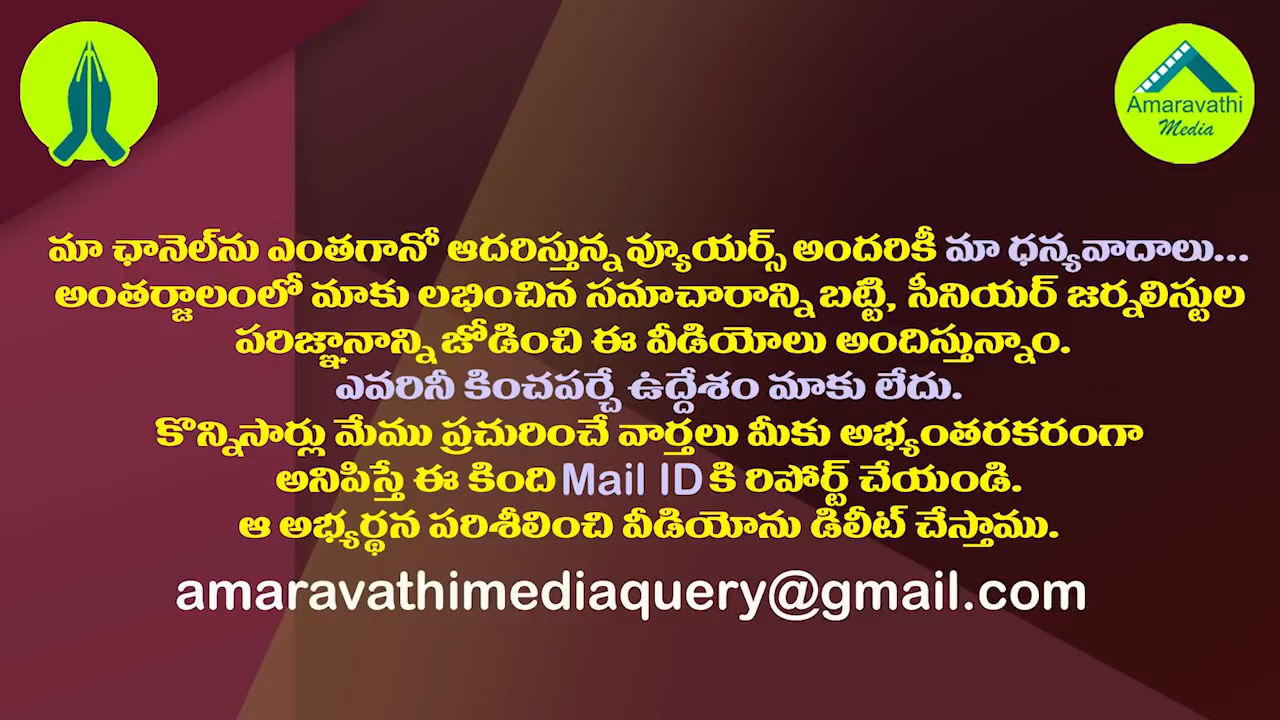 Amaravathi
Media
మా ఛానెల్‌ను ఎంతగానో ఆదరిస్తున్న వ్యూయర్స్ అందరికీ మా ధన్యవాదాలు...
అంతర్జాలంలో మాకు లభించిన సమాచారాన్ని బట్టి, సీనియర్ జర్నలిస్టుల
పరిజ్ఞానాన్ని జోడించి ఈ వీడియోలు అందిస్తున్నాం.
ఎవరినీ కించపర్చే ఉద్దేశం మాకు లేదు.
కొన్నిసార్లు మేము ప్రచురించే వార్తలు మీకు అభ్యంతరకరంగా
అనిపిస్తే ఈ కింది Mail ID కి రిపోర్ట్ చేయండి.
ఆ అభ్యర్థన పరిశీలించి వీడియోను డిలీట్ చేస్తాము.
amaravathimediaquery@gmail.com